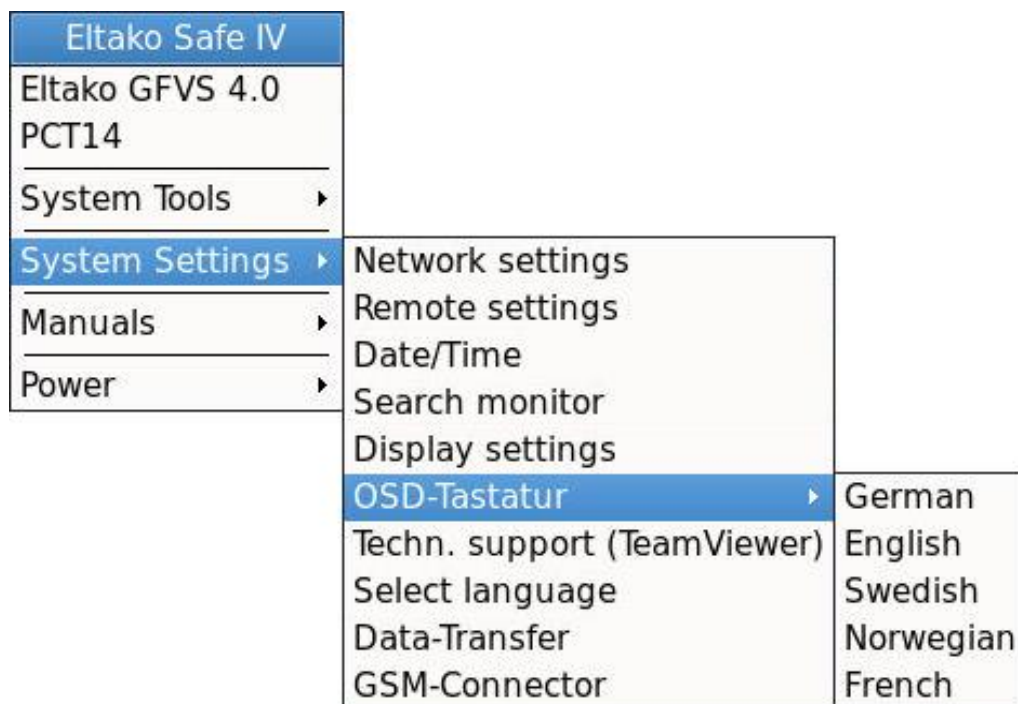 Eltako Safe IV
Eltako GFVS 4.0
PCT14
System Tools
System Settings
Manuals
Power
Network settings
Remote settings
Date/Time
Search monitor
Display settings
OSD-Tastatur
Techn. support (TeamViewer)
Select language
Data-Transfer
GSM-Connector
German
English
Swedish
Norwegian
French